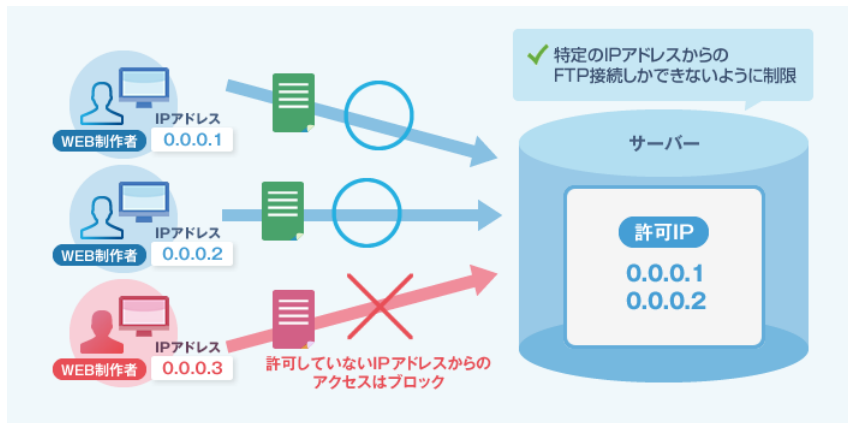 特定のIPアドレスからの
FTP接続しかできないように制限
サーバー
許可IP
0.0.0.1
0.0.0.2
IPアドレス
WEB制作者 0.0.0.1
IPアドレス
WEB制作者 0.0.0.2
IPアドレス
WEB制作者 0.0.0.3
許可していないIPアドレスからの
アクセスはブロック